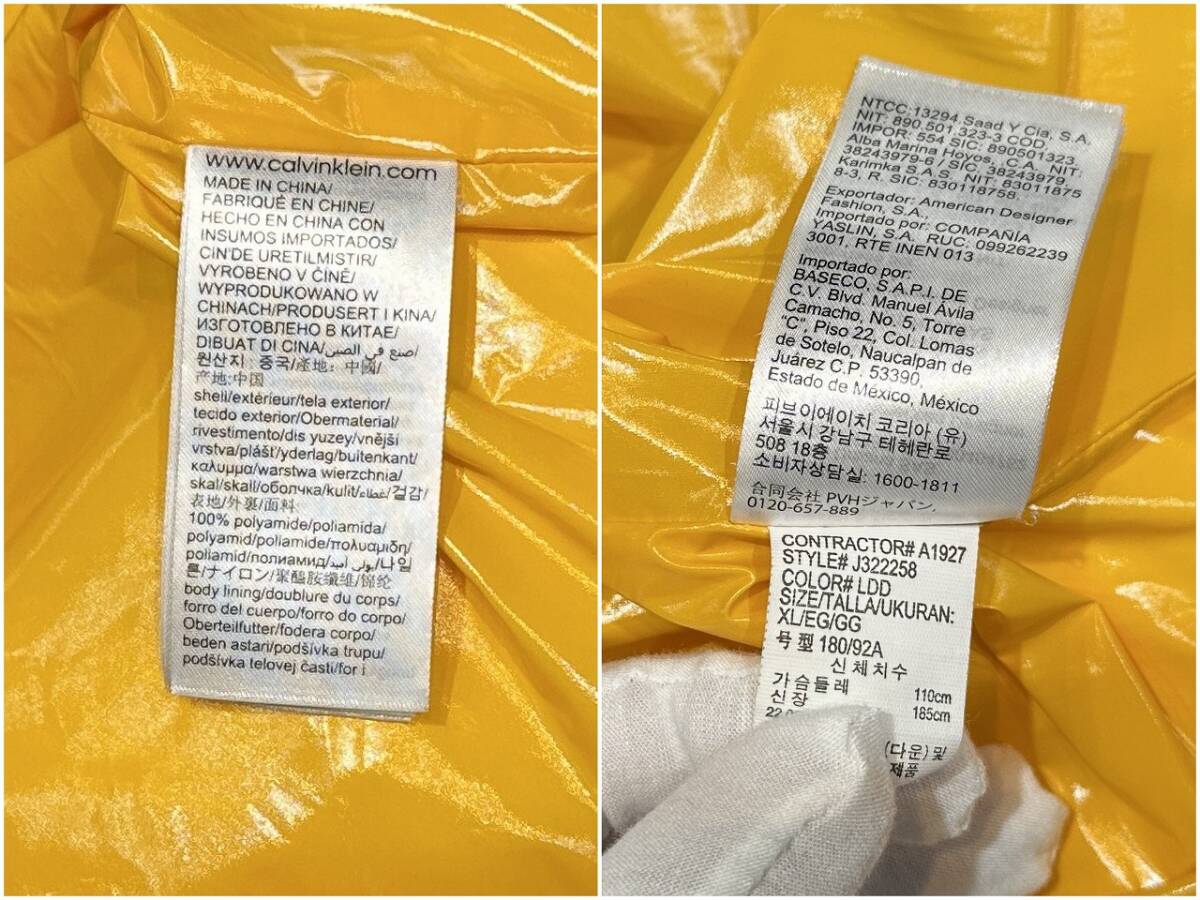 www.calvinklein.com
MADE IN CHINA/
FABRIQUÉ EN CHINE/
HECHO EN CHINA CON
INSUMOS IMPORTADOS/
CİN'DE URETILMISTIR/
VYROBENO V ČÍNĚ/
WYPRODUKOWANO W
CHINACH/PRODUSERT I KINA/
ИЗГОТОВЛЕНО В КИТАЕ/
DIBUAT DI CINA/صنع في الصين/
원산지: 중국/產地: 中國/
产地:中国
shell/extérieur/tela exterior/
tecido exterior/Obermaterial/
rivestimento/dis yuzey/vnější
vrstva/plášť/yderlag/buitenkant/
καλυμμα/warstwa wierzchnia/
skal/skall/оболчка/kulit/غطاء/겉감/
表地/外裏/面料:
100% polyamide/poliamida/
polyamid/poliamide/πολυαμιδη/
poliamid/полиамид/بولي اميد/나일
론/ナイロン/聚醯胺纖維/锦纶
body lining/doublure du corps/
forro del cuerpo/forro do corpo/
Oberteilfutter/fodera corpo/
beden astari/podšívka trupu/
podšívka telovej časti/for i
NTCC:13294 Saad Y Cia, S.A.
NIT: 890.501.323-3 COD.
IMPOR: 554 SIC: 890501323.
Alba Marina Hoyos, .C.A. NIT:
38243979-6 / SIC. 38243979.
Karimka S.A.S. NIT: 83011875
8-3, R. SIC: 830118758.
Exportador: American Designer
Fashion, S.A.,
Importado por: COMPAÑIA
YASLIN, S.A. RUC: 099262239
3001. RTE INEN 013
Importado por:
BASECO, S.A.P.I. DE
C.V. Blvd. Manuel Ávila
Camacho, No. 5, Torre
"C", Piso 22, Col. Lomas
de Sotelo, Naucalpan de
Juárez C.P. 53390,
Estado de México, México
피브이에이치 코리아 (유)
서울시 강남구 테헤란로
508 18층
소비자상담실: 1600-1811
合同会社 PVHジャパン,
0120-657-889
CONTRACTOR# A1927
STYLE# J322258
COLOR# LDD
SIZE/TALLA/UKURAN:
XL/EG/GG
号型 180/92A
신체치수
가슴둘레 110cm
신장 185cm
(다운) 및
제품